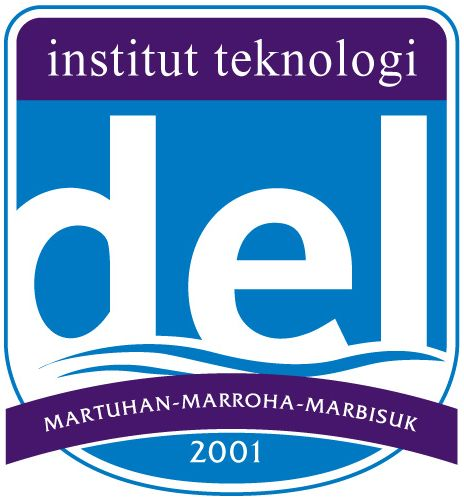 institut teknologi
del
MARTUHAN-MARROHA-MARBISUK
2001